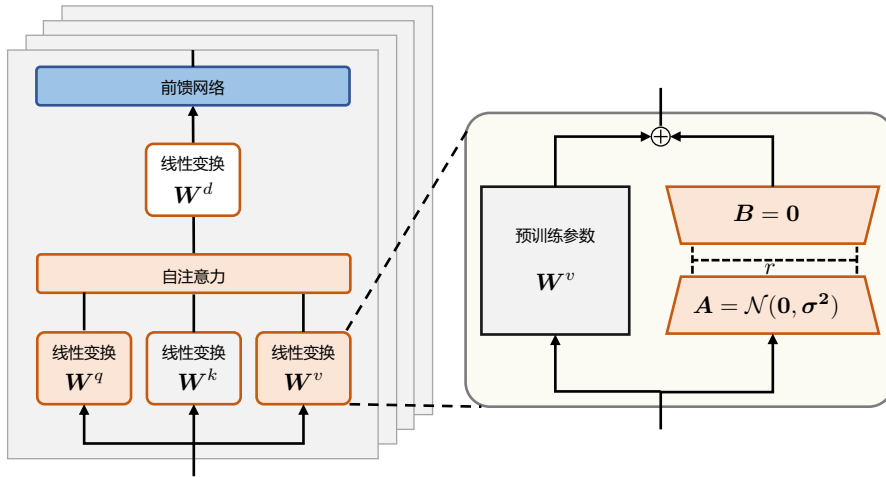 前馈网络
线性变换
W^d
自注意力
线性变换
W^q
线性变换
W^k
线性变换
W^v
预训练参数
W^v
B = 0
r
A = N(0, σ^2)